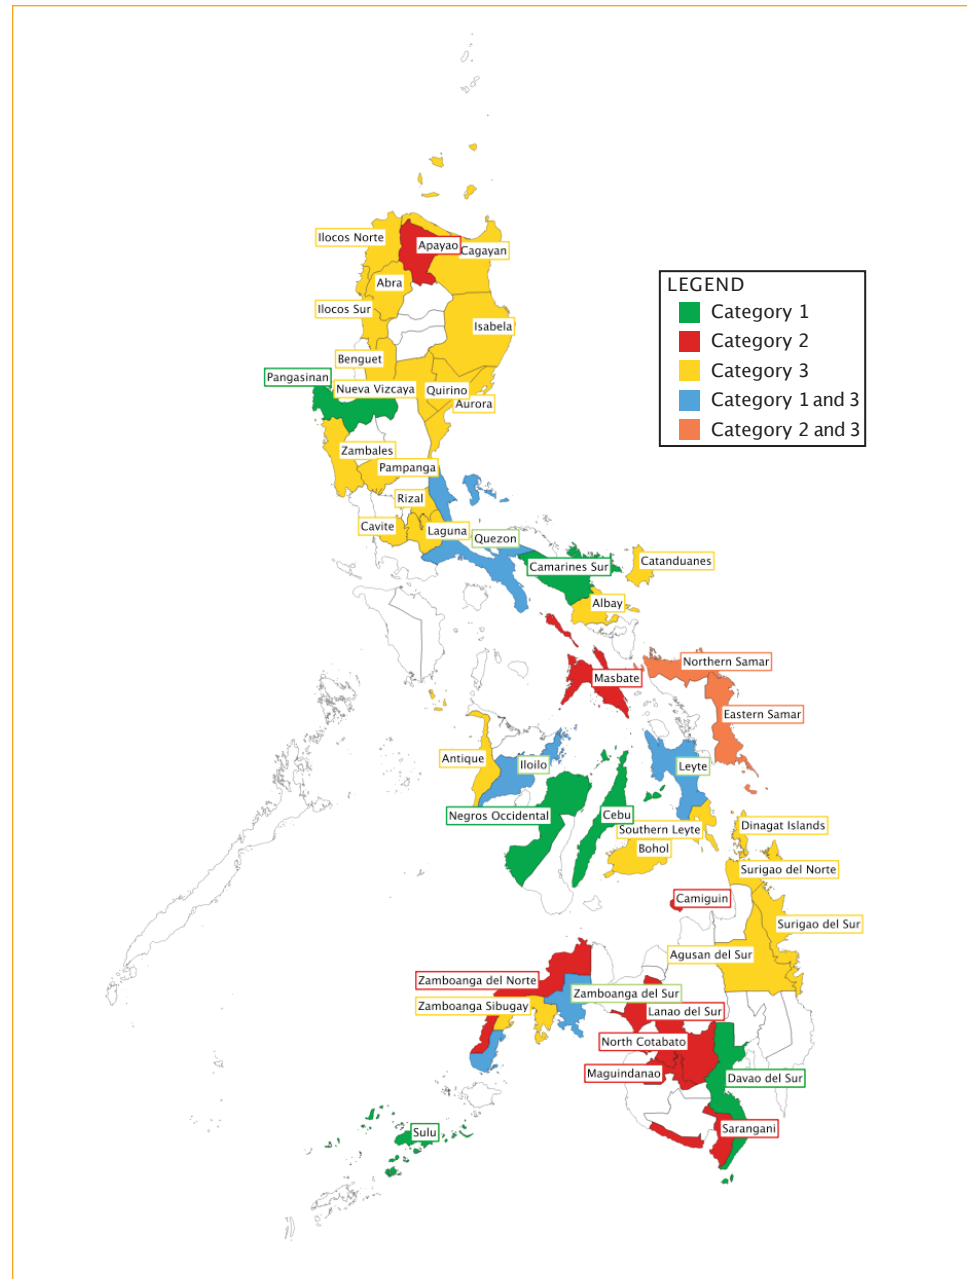 Ilocos Norte
Apayao
Cagayan
Abra
Ilocos Sur
Isabela
Benguet
Pangasinan
Nueva Vizcaya
Quirino
Aurora
Zambales
Pampanga
Rizal
Cavite
Laguna
Quezon
Camarines Sur
Catanduanes
Albay
Northern Samar
Masbate
Eastern Samar
Antique
Iloilo
Leyte
Negros Occidental
Cebu
Southern Leyte
Dinagat Islands
Bohol
Surigao del Norte
Camiguin
Surigao del Sur
Agusan del Sur
Zamboanga del Norte
Zamboanga del Sur
Zamboanga Sibugay
Lanao del Sur
North Cotabato
Maguindanao
Davao del Sur
Sarangani
Sulu
LEGEND
Category 1
Category 2
Category 3
Category 1 and 3
Category 2 and 3